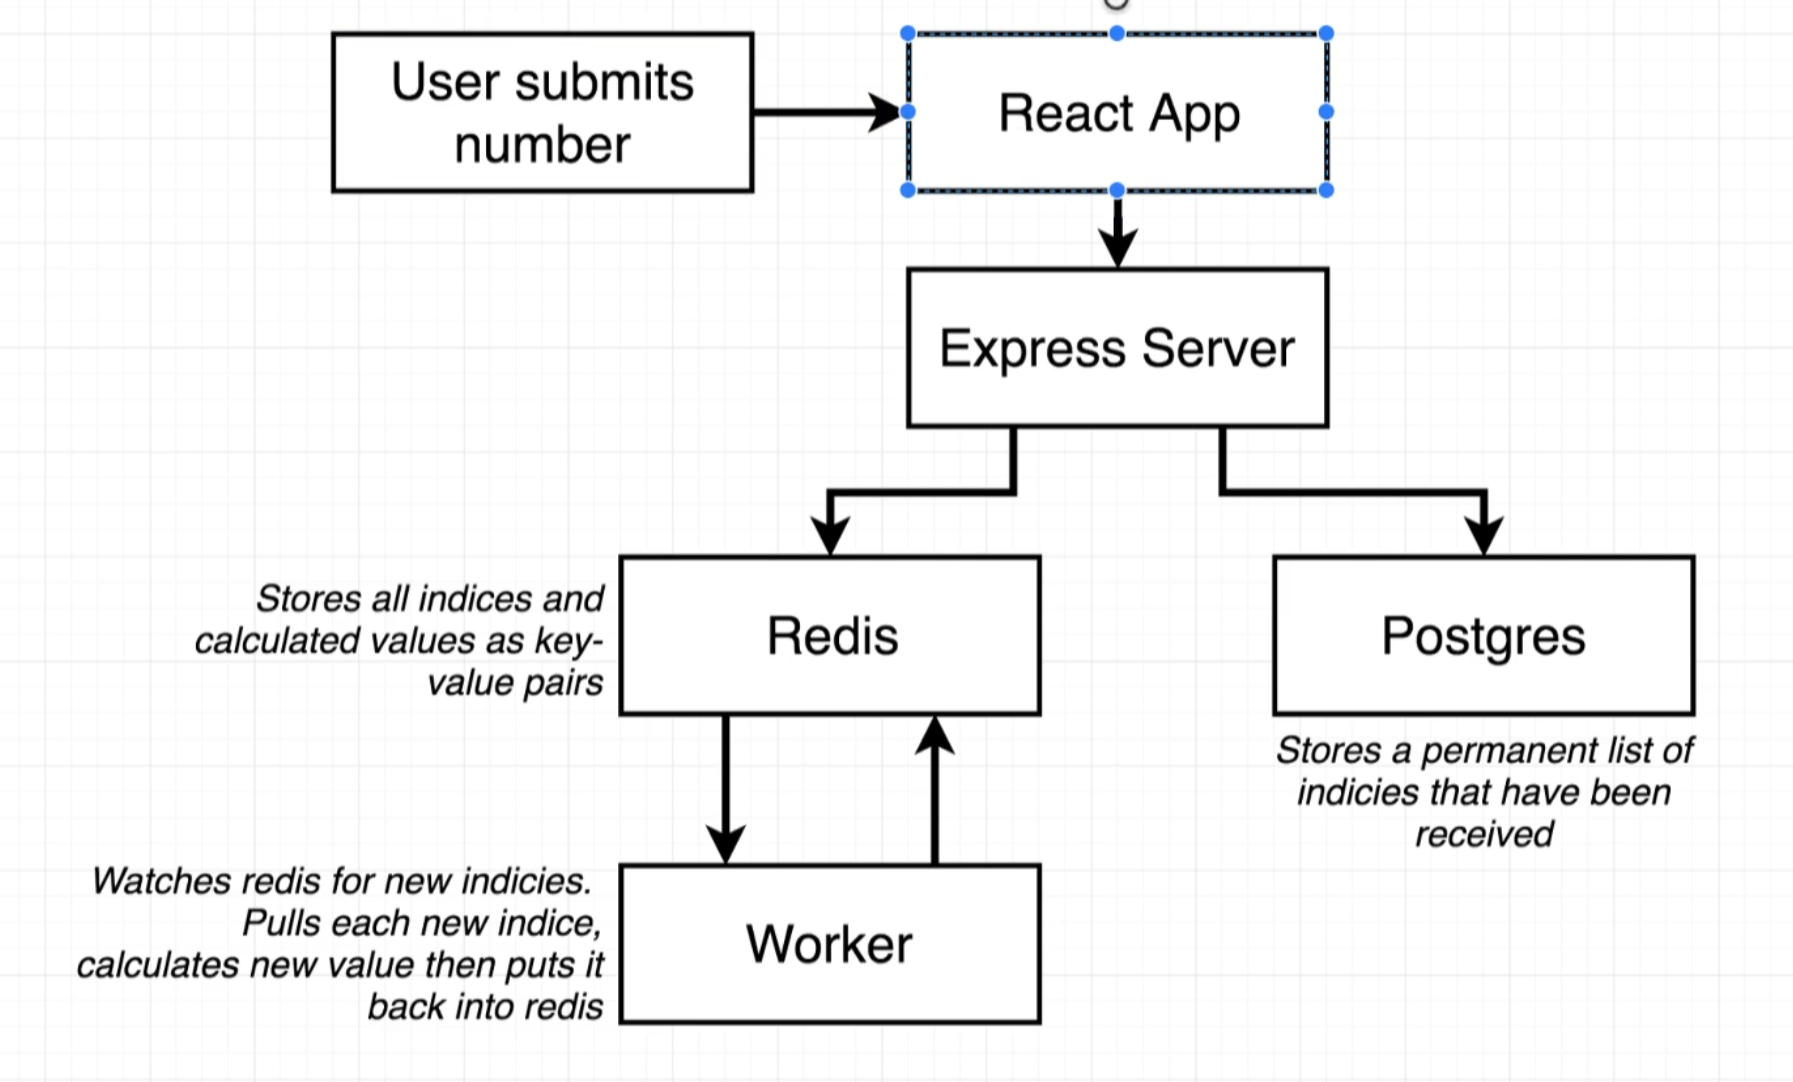 User submits
number
React App
Express Server
Redis
Postgres
Stores all indices and
calculated values as key-
value pairs
Stores a permanent list of
indicies that have been
received
Worker
Watches redis for new indicies.
Pulls each new indice,
calculates new value then puts it
back into redis